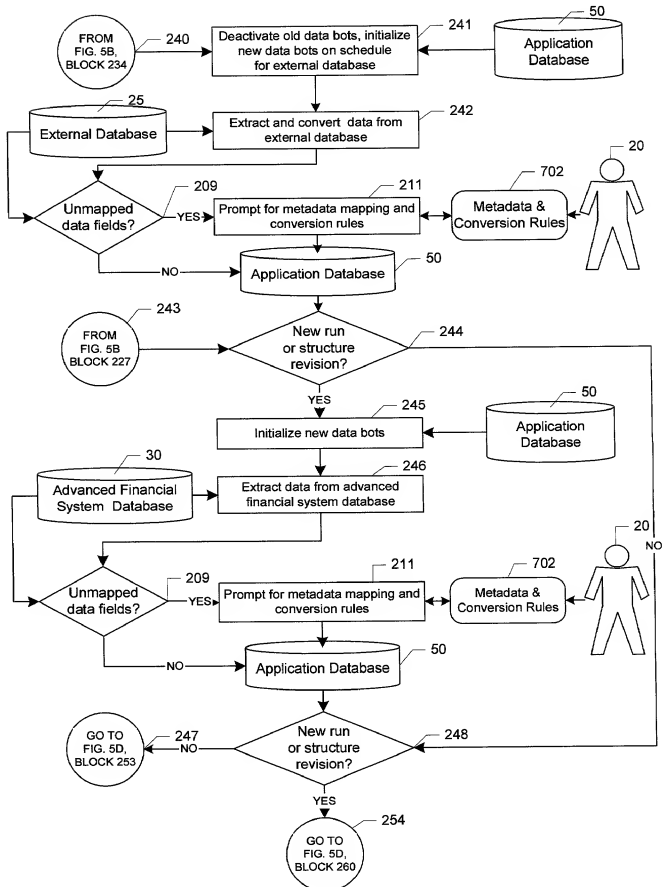 FROM
FIG. 5B,
BLOCK 234
240
Deactivate old data bots, initialize
new data bots on schedule
for external database
241
50
Application
Database
25
External Database
Extract and convert data from
external database
242
Unmapped
data fields?
209
YES
211
Prompt for metadata mapping and
conversion rules
702
Metadata &
Conversion Rules
20
NO
Application Database
50
243
FROM
FIG. 5B
BLOCK 227
New run
or structure
revision?
244
YES
245
Initialize new data bots
50
Application
Database
30
Advanced Financial
System Database
246
Extract data from advanced
financial system database
NO
20
Unmapped
data fields?
209
YES
211
Prompt for metadata mapping and
conversion rules
702
Metadata &
Conversion Rules
NO
Application Database
50
GO TO
FIG. 5D,
BLOCK 253
247
NO
New run
or structure
revision?
248
YES
254
GO TO
FIG. 5D,
BLOCK 260